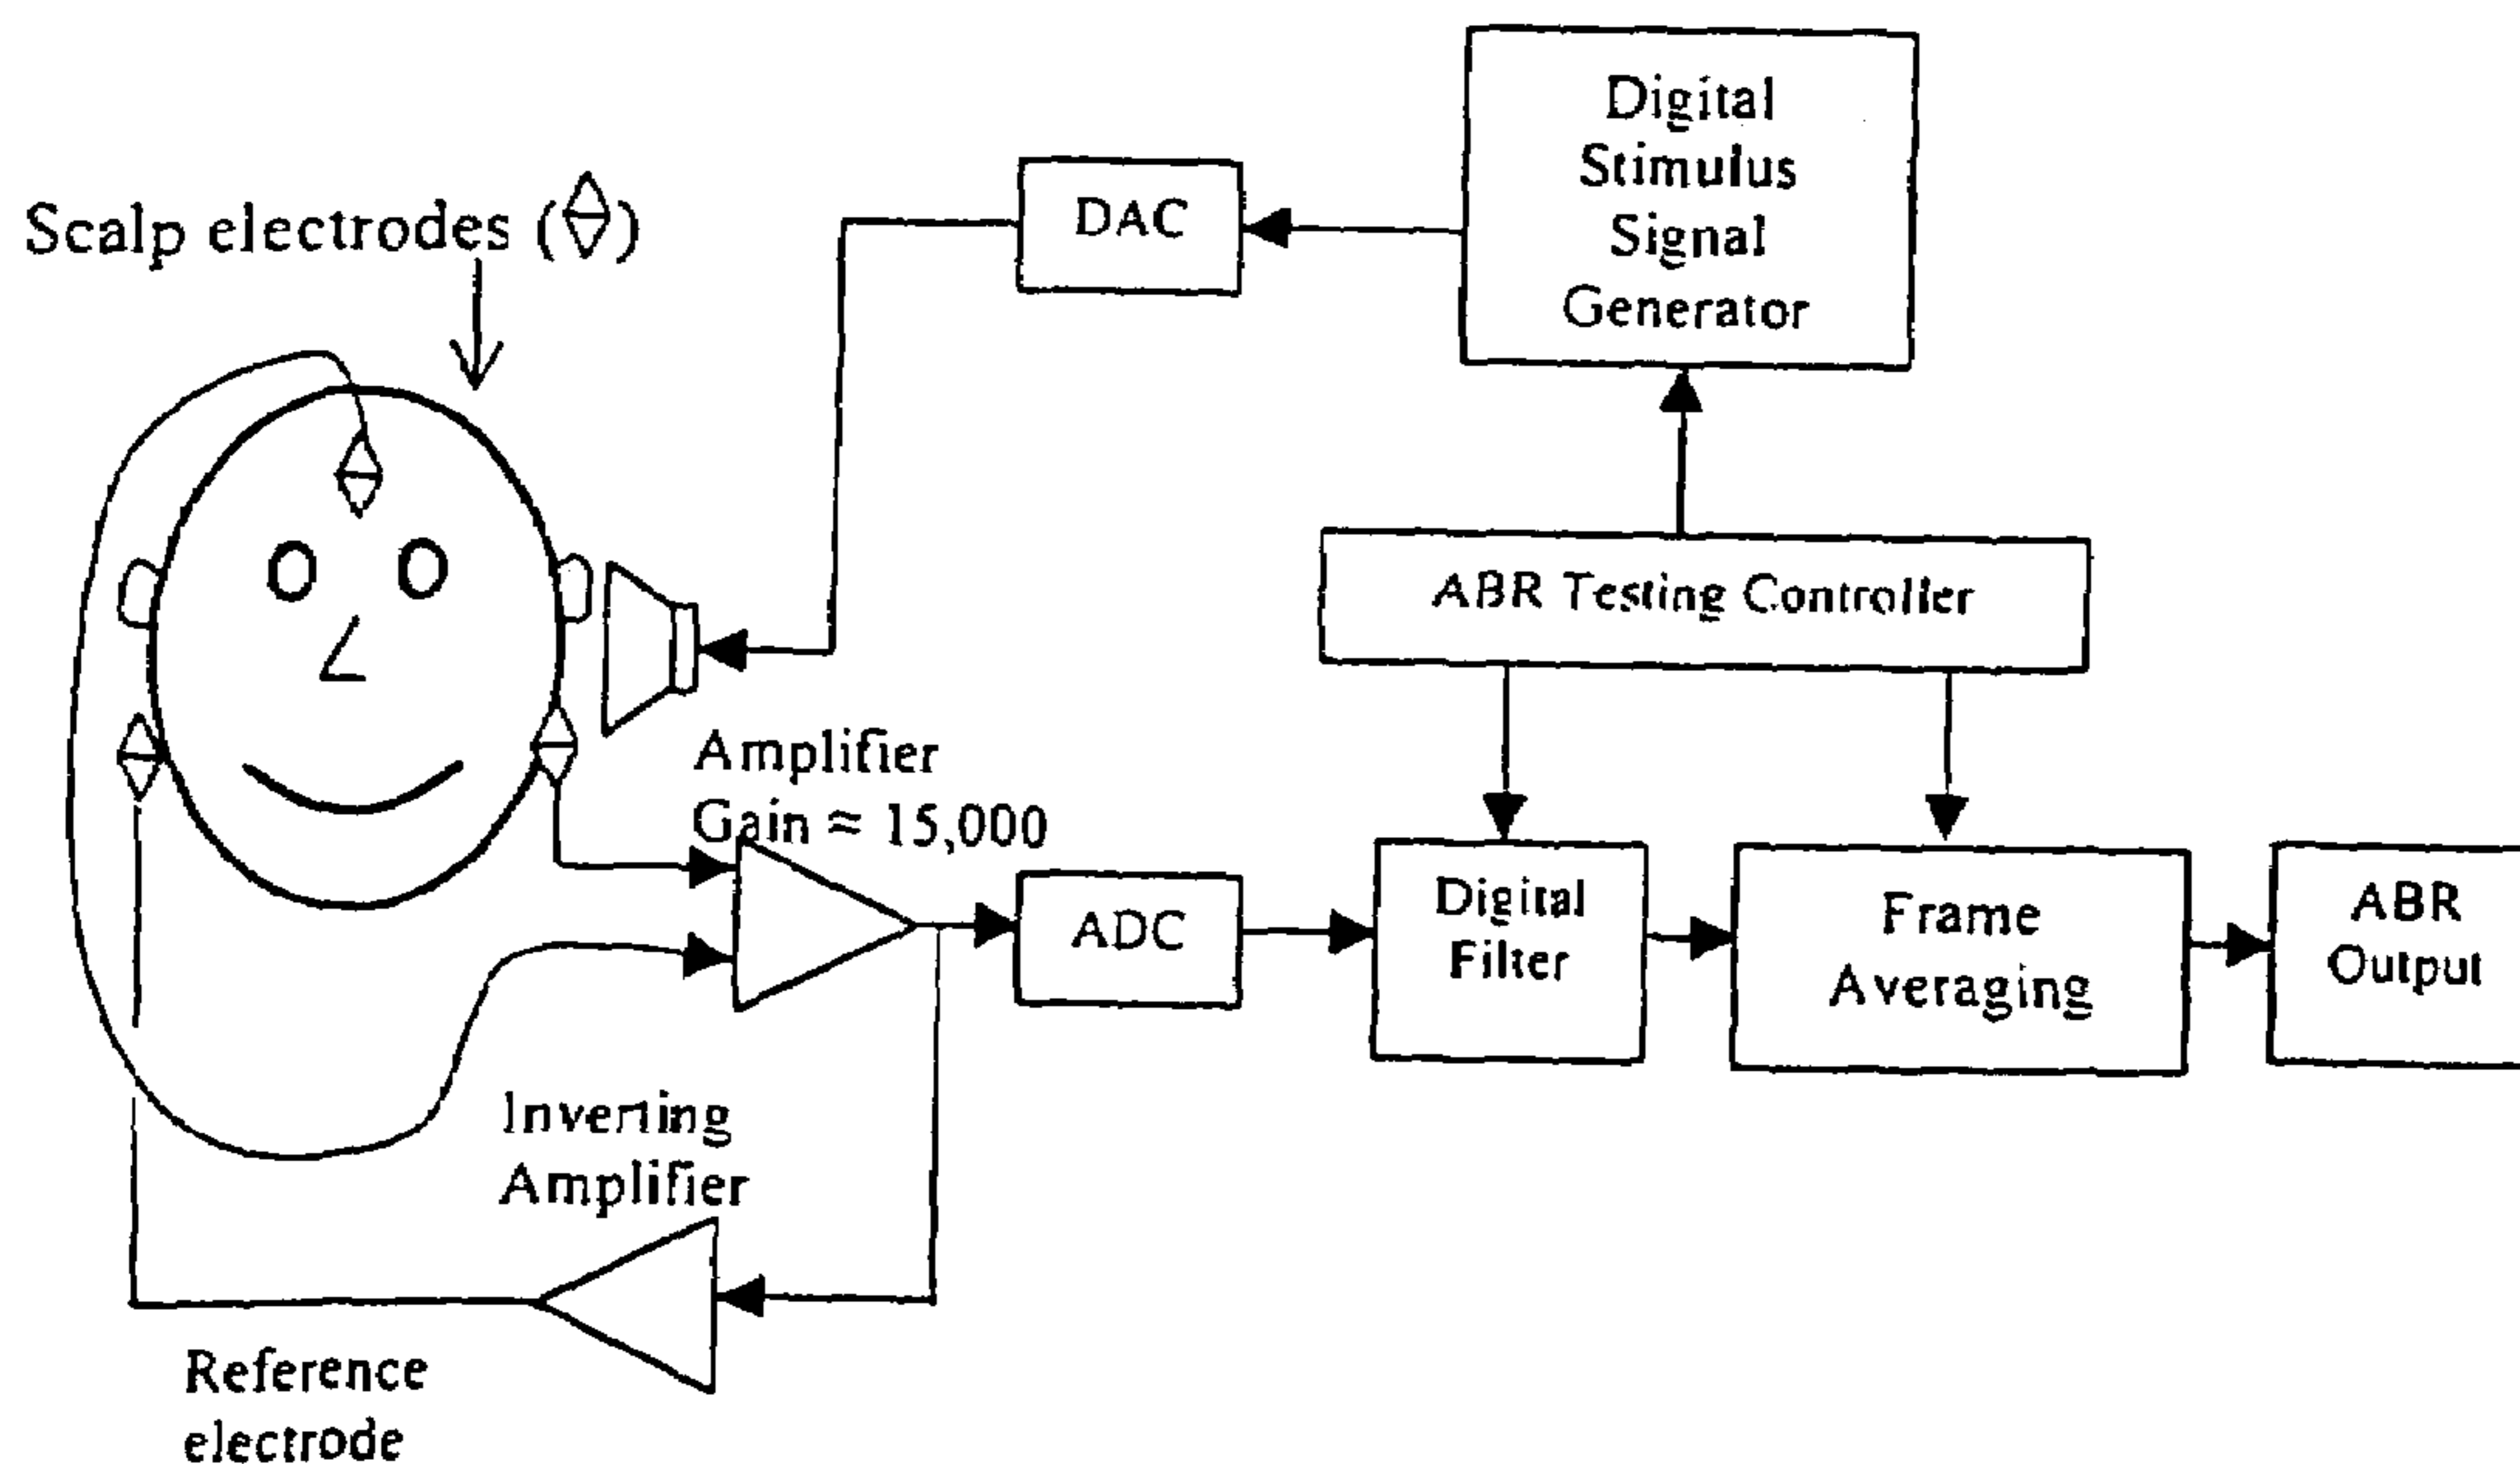 Digital
Stimulus
Signal
Generator
DAC
Scalp electrodes ( )
ABR Testing Controller
Amplifier
Gain ≈ 15,000
ADC
Digital
Filter
Frame
Averaging
ABR
Output
Inverting
Amplifier
Reference
electrode